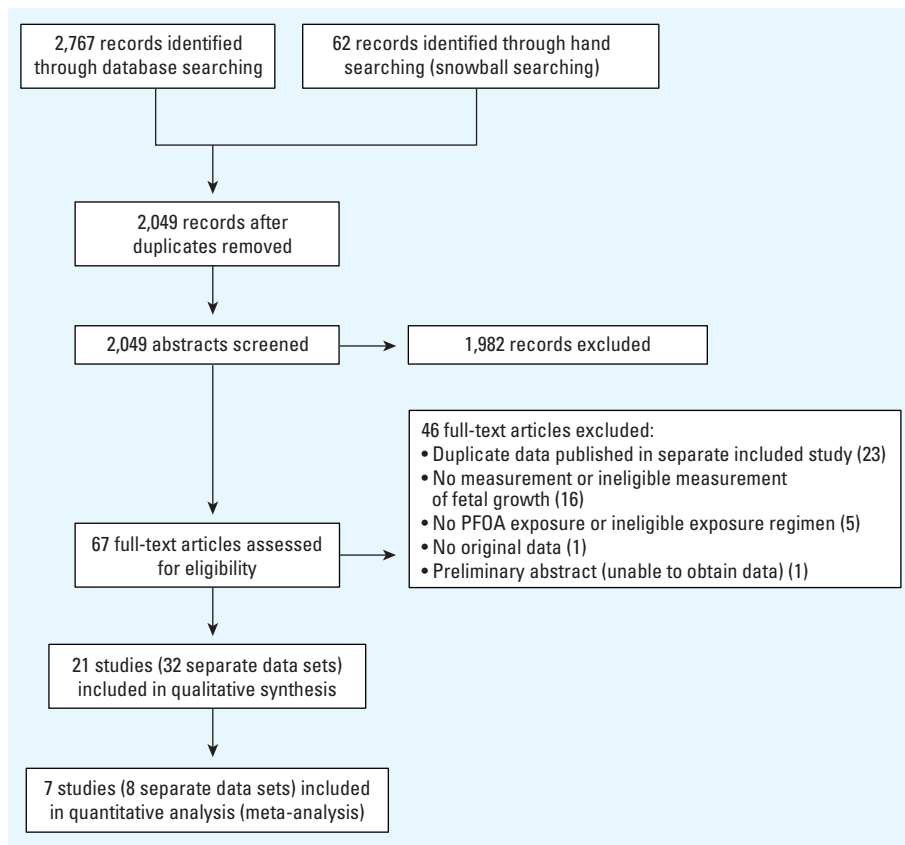 2,767 records identified
through database searching
62 records identified through hand
searching (snowball searching)
2,049 records after
duplicates removed
2,049 abstracts screened
1,982 records excluded
46 full-text articles excluded:
• Duplicate data published in separate included study (23)
• No measurement or ineligible measurement
of fetal growth (16)
• No PFOA exposure or ineligible exposure regimen (5)
• No original data (1)
• Preliminary abstract (unable to obtain data) (1)
67 full-text articles assessed
for eligibility
21 studies (32 separate data sets)
included in qualitative synthesis
7 studies (8 separate data sets) included
in quantitative analysis (meta-analysis)